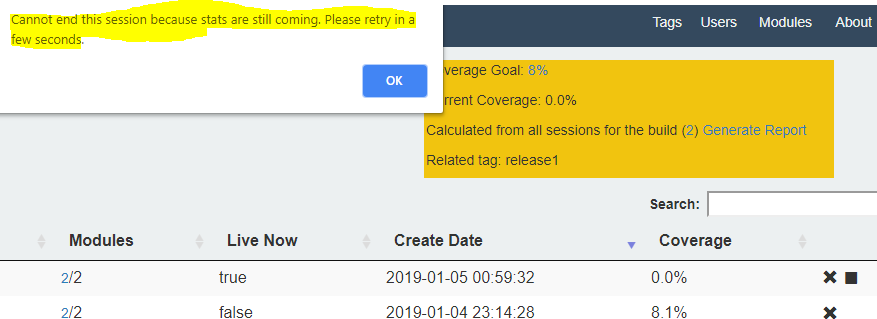 Cannot end this session because stats are still coming. Please retry in a
few seconds.
OK
Tags Users Modules About
verage Goal: 8%
rrent Coverage: 0.0%
Calculated from all sessions for the build (2) Generate Report
Related tag: release1
Search:
Modules Live Now Create Date Coverage
2/2 true 2019-01-05 00:59:32 0.0%
2/2 false 2019-01-04 23:14:28 8.1%